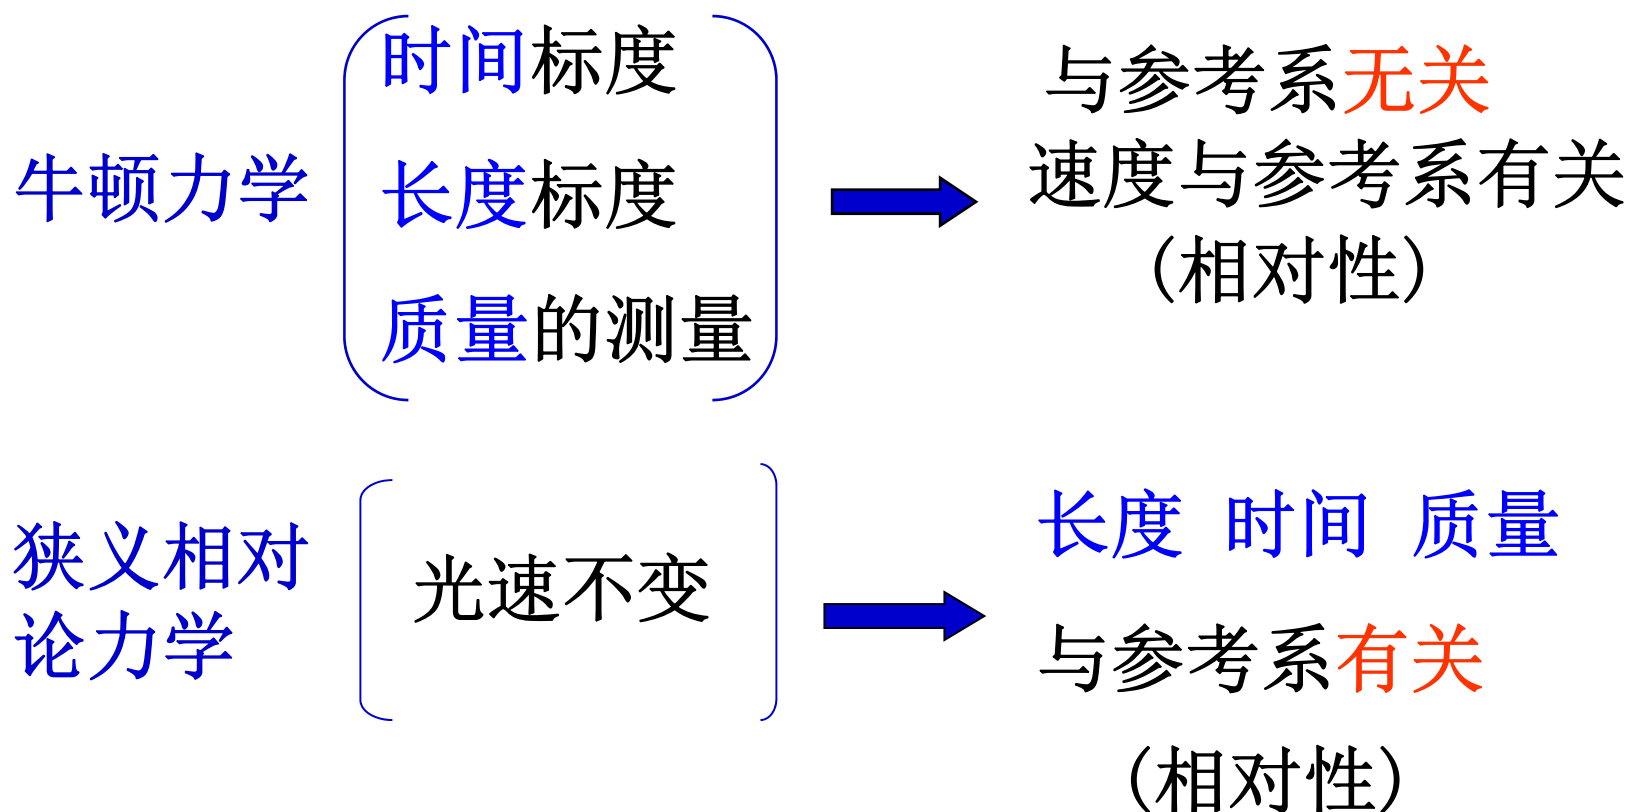 牛顿力学
时间标度
长度标度
质量的测量
与参考系无关
速度与参考系有关
（相对性）
狭义相对
论力学
光速不变
长度 时间 质量
与参考系有关
（相对性）